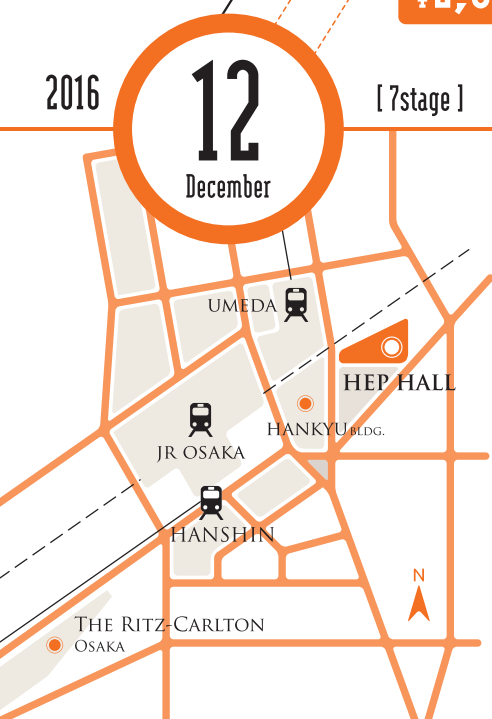 2016
12
December
[ 7stage ]
UMEDA
HEP HALL
HANKYU BLDG.
JR OSAKA
HANSHIN
N
THE RITZ-CARLTON
OSAKA